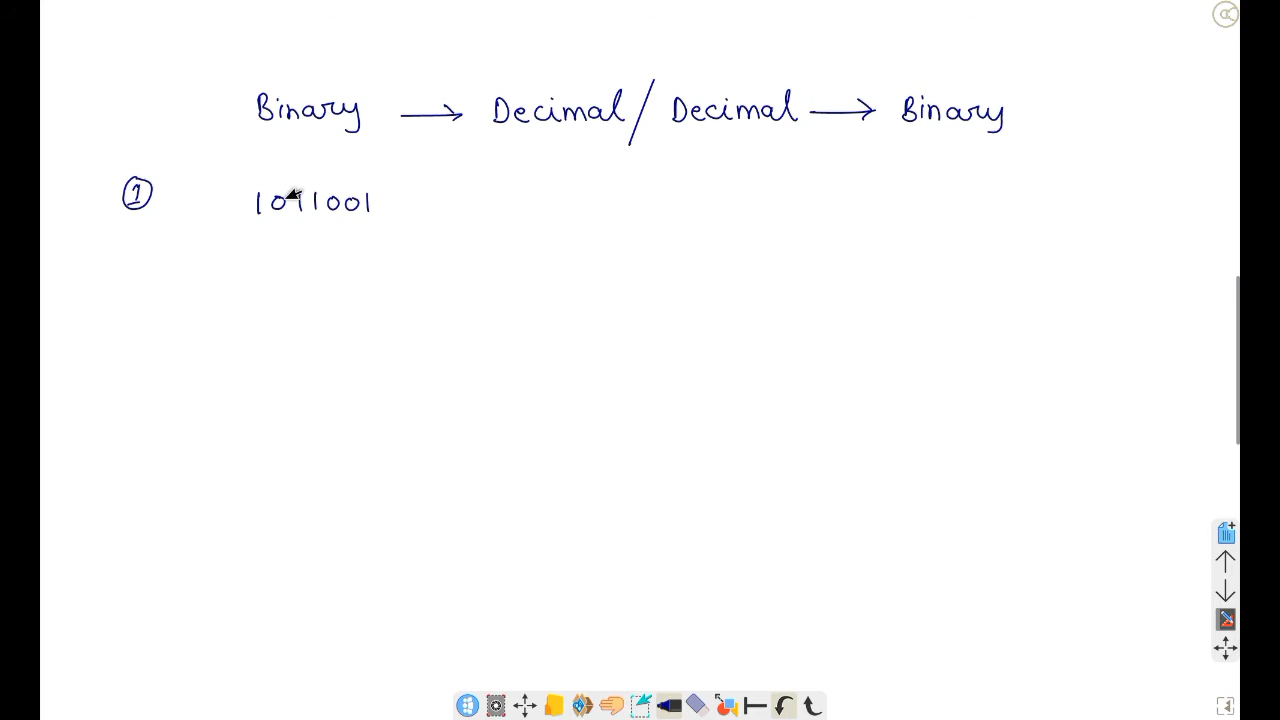 Binary → Decimal / Decimal → Binary
① 1011001